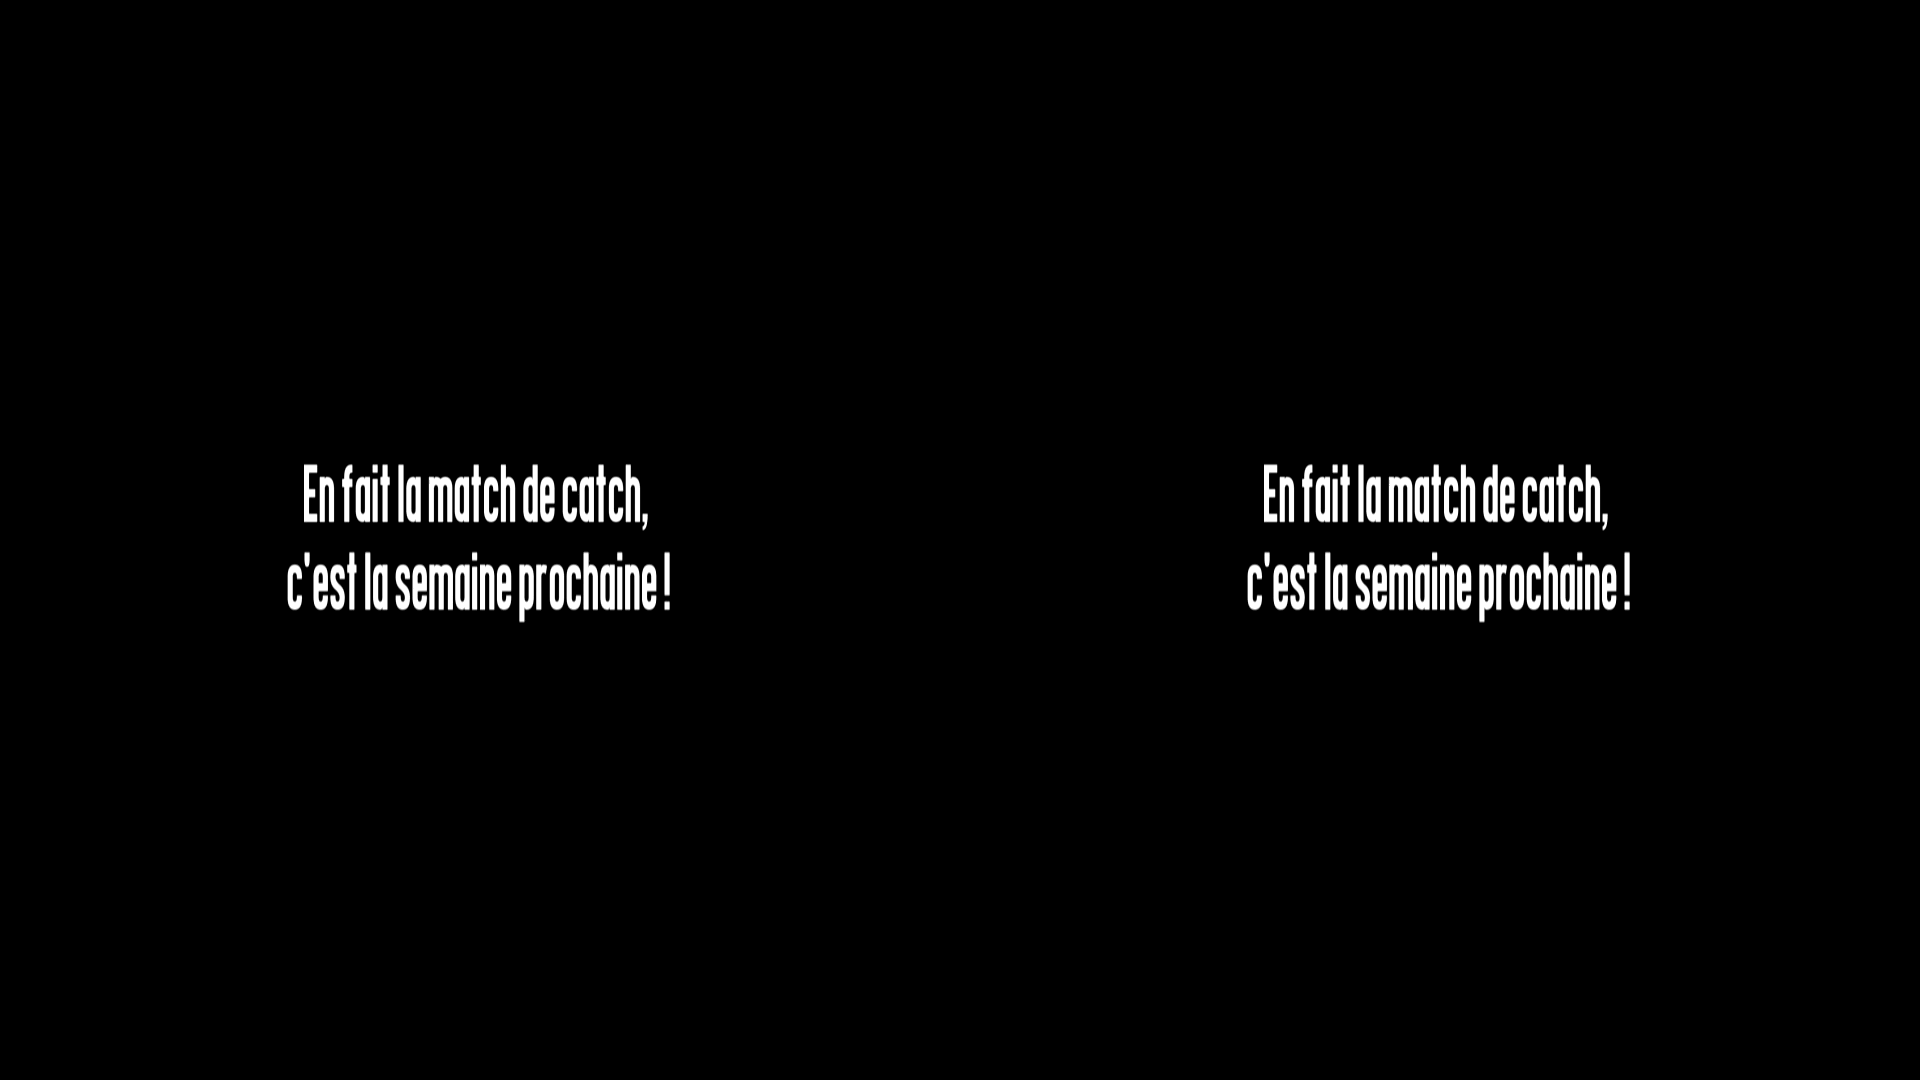 En fait la match de catch,
c'est la semaine prochaine !
En fait la match de catch,
c'est la semaine prochaine !